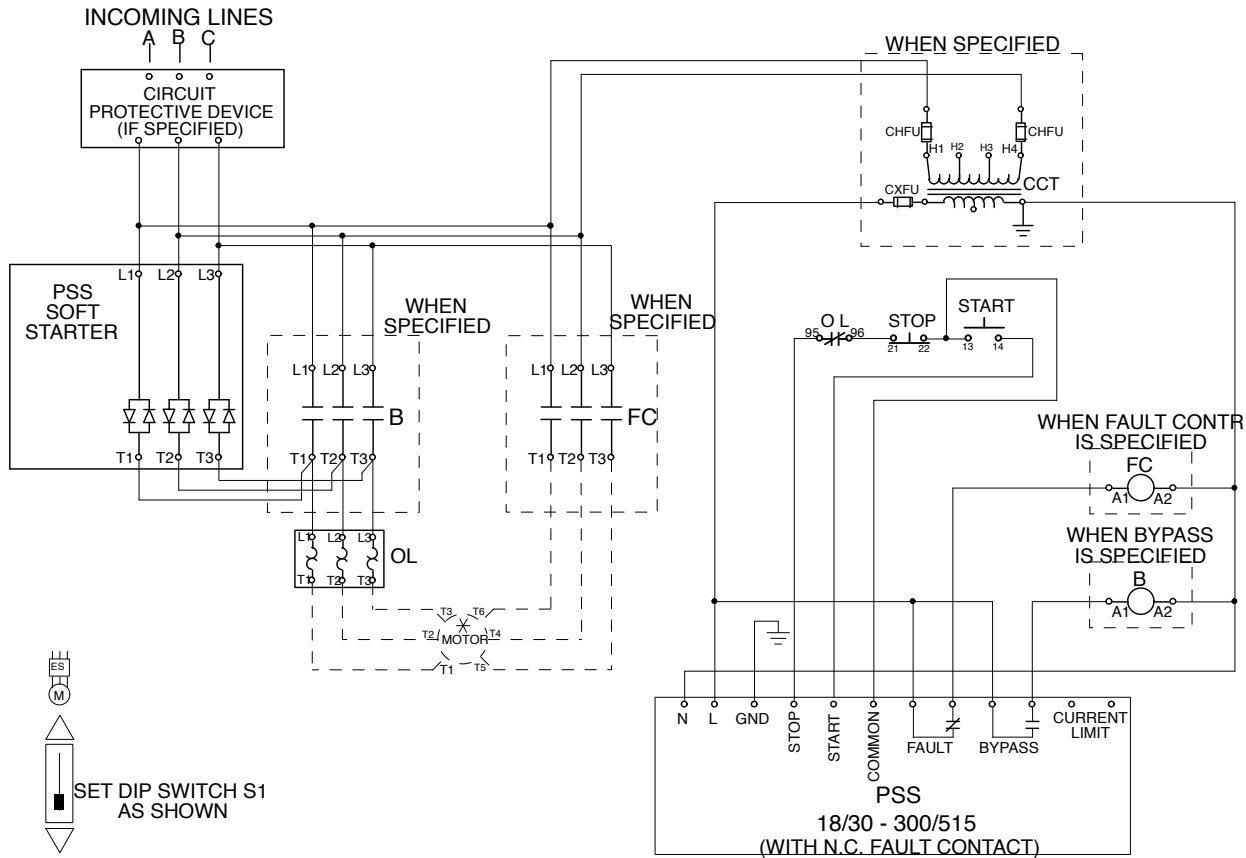 INCOMING LINES
A B C
CIRCUIT
PROTECTIVE DEVICE
(IF SPECIFIED)
WHEN SPECIFIED
CHFU CHFU
H1 H2 H3 H4
CCT
CXFU
L1 L2 L3
PSS
SOFT
STARTER
T1 T2 T3
WHEN
SPECIFIED
L1 L2 L3
B
T1 T2 T3
WHEN
SPECIFIED
L1 L2 L3
FC
T1 T2 T3
L1 L2 L3
OL
T1 T2 T3
T3 T6
T2 MOTOR T4
T1 T5
O L STOP START
95 96 21 22 13 14
WHEN FAULT CONTR
IS SPECIFIED
FC
A1 A2
WHEN BYPASS
IS SPECIFIED
B
A1 A2
N L GND STOP START COMMON FAULT BYPASS CURRENT
LIMIT
PSS
18/30 - 300/515
(WITH N.C. FAULT CONTACT)
ES
M
SET DIP SWITCH S1
AS SHOWN